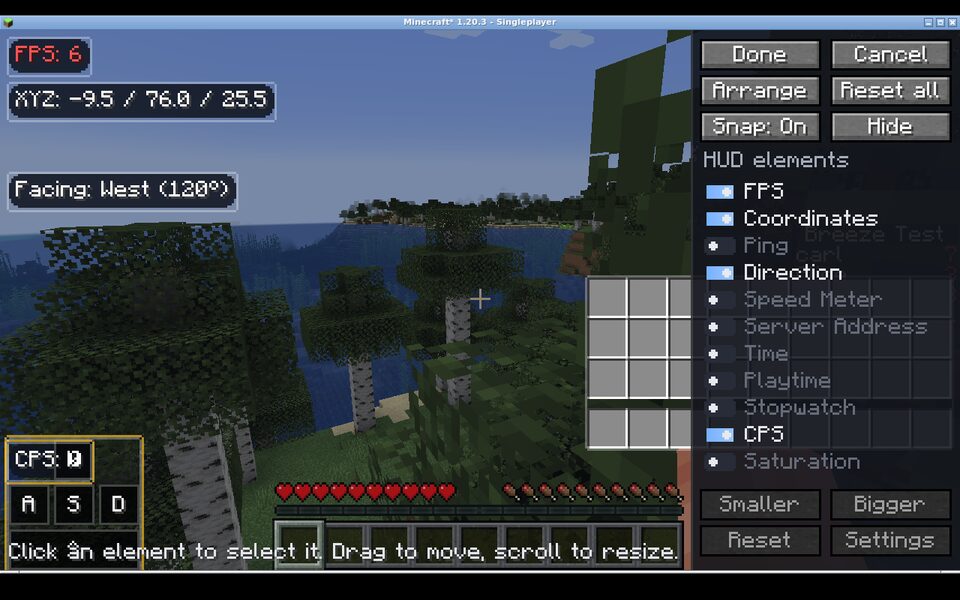 Minecraft* 1.20.3 - Singleplayer
FPS: 6
XYZ: -9.5 / 76.0 / 25.5
Facing: West (120°)
Done
Cancel
Arrange
Reset all
Snap: On
Hide
HUD elements
FPS
Coordinates
Ping
Breeze Test
carl
Direction
Speed Meter
Server Address
Time
Playtime
Stopwatch
CPS
Saturation
Smaller
Bigger
Reset
Settings
CPS: 0
A S D
Click an element to select it. Drag to move, scroll to resize.